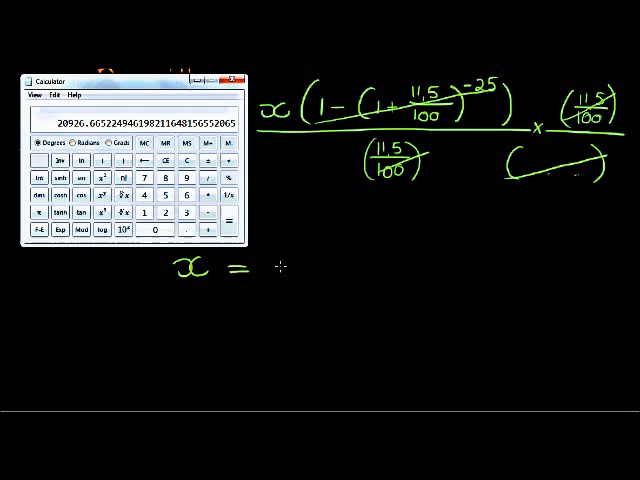 Calculator
View Edit Help
20926.665224946198211648156552065
Degrees Radians Grads MC MR MS M+ M-
Inv ln ( ) ← CE C ± √
Int sinh sin x² n! 7 8 9 / %
dms cosh cos xʸ ʸ√x 4 5 6 * 1/x
π tanh tan x³ ³√x 1 2 3 - =
F-E Exp Mod log 10ˣ 0 . +
x(1-(1+11,5/100)^-25) / (11,5/100) × (11,5/100) / ( )
x =